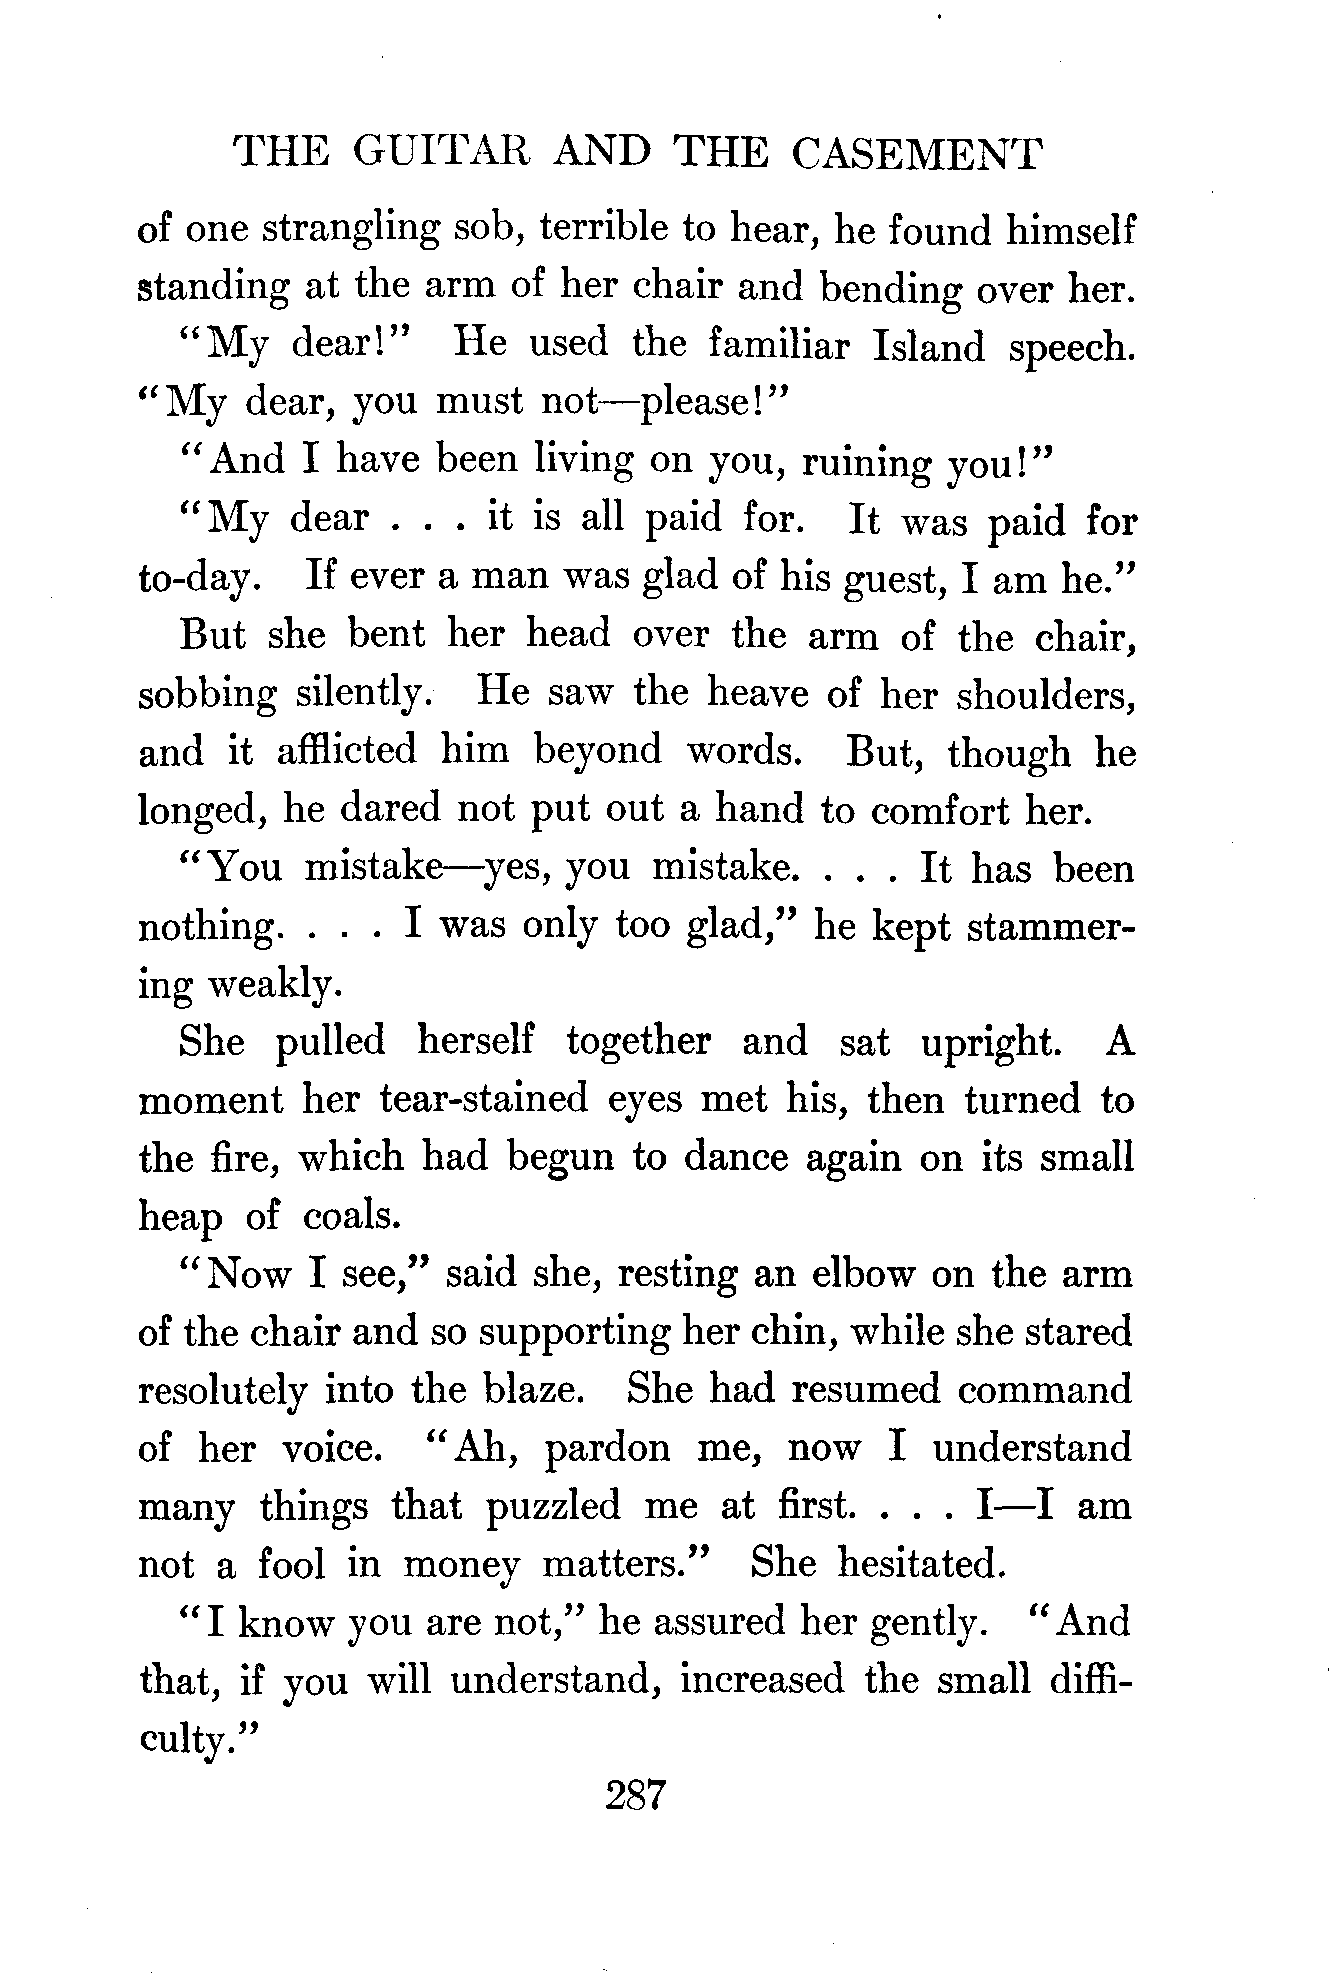 THE GUITAR AND THE CASEMENT
of one strangling sob, terrible to hear, he found himself
standing at the arm of her chair and bending over her.
"My dear!" He used the familiar Island speech.
"My dear, you must not—please!"
"And I have been living on you, ruining you!"
"My dear . . . it is all paid for. It was paid for
to-day. If ever a man was glad of his guest, I am he."
But she bent her head over the arm of the chair,
sobbing silently. He saw the heave of her shoulders,
and it afflicted him beyond words. But, though he
longed, he dared not put out a hand to comfort her.
"You mistake—yes, you mistake. . . . It has been
nothing. . . . I was only too glad," he kept stammer-
ing weakly.
She pulled herself together and sat upright. A
moment her tear-stained eyes met his, then turned to
the fire, which had begun to dance again on its small
heap of coals.
"Now I see," said she, resting an elbow on the arm
of the chair and so supporting her chin, while she stared
resolutely into the blaze. She had resumed command
of her voice. "Ah, pardon me, now I understand
many things that puzzled me at first. . . . I—I am
not a fool in money matters." She hesitated.
"I know you are not," he assured her gently. "And
that, if you will understand, increased the small diffi-
culty."
287